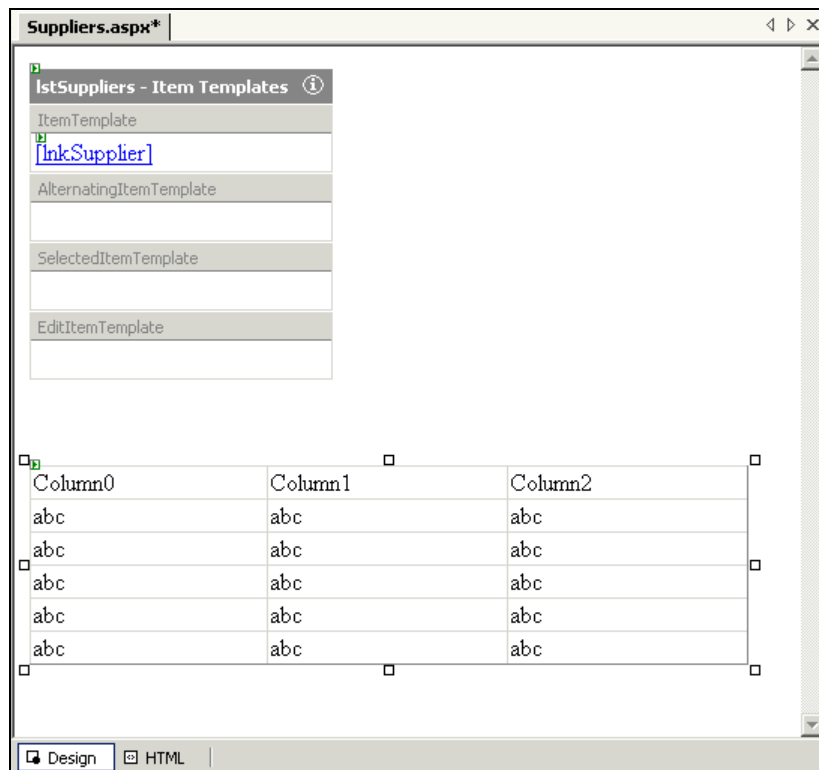 Suppliers.aspx*
lstSuppliers - Item Templates
ItemTemplate
[lnkSupplier]
AlternatingItemTemplate
SelectedItemTemplate
EditItemTemplate
Column0 Column1 Column2
abc abc abc
abc abc abc
abc abc abc
abc abc abc
abc abc abc
Design HTML